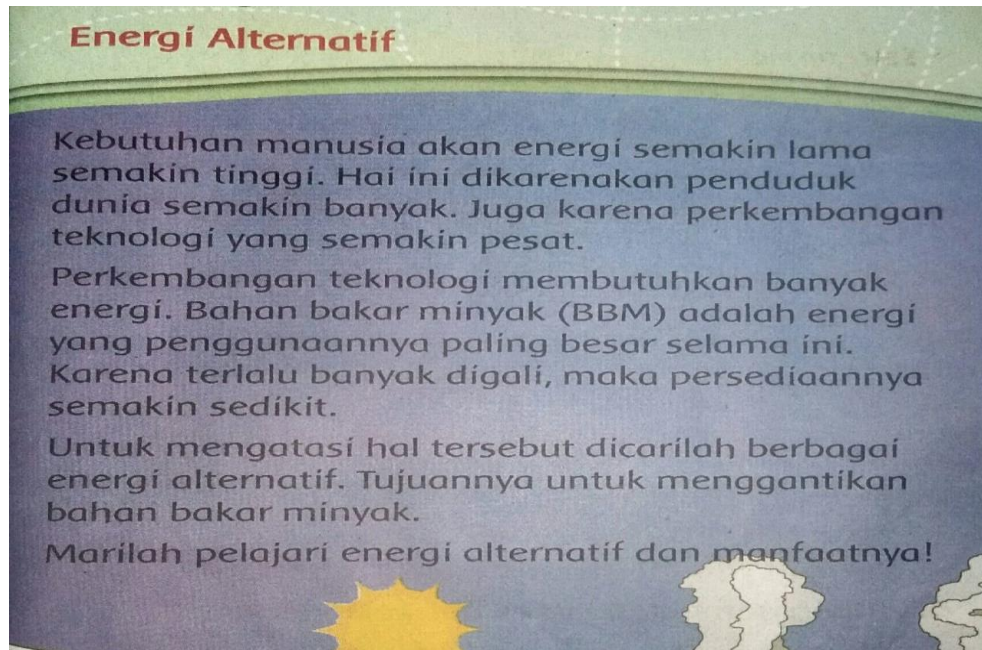 Energi Alternatif
Kebutuhan manusia akan energi semakin lama
semakin tinggi. Hai ini dikarenakan penduduk
dunia semakin banyak. Juga karena perkembangan
teknologi yang semakin pesat.
Perkembangan teknologi membutuhkan banyak
energi. Bahan bakar minyak (BBM) adalah energi
yang penggunaannya paling besar selama ini.
Karena terlalu banyak digali, maka persediaannya
semakin sedikit.
Untuk mengatasi hal tersebut dicarilah berbagai
energi alternatif. Tujuannya untuk menggantikan
bahan bakar minyak.
Marilah pelajari energi alternatif dan manfaatnya!